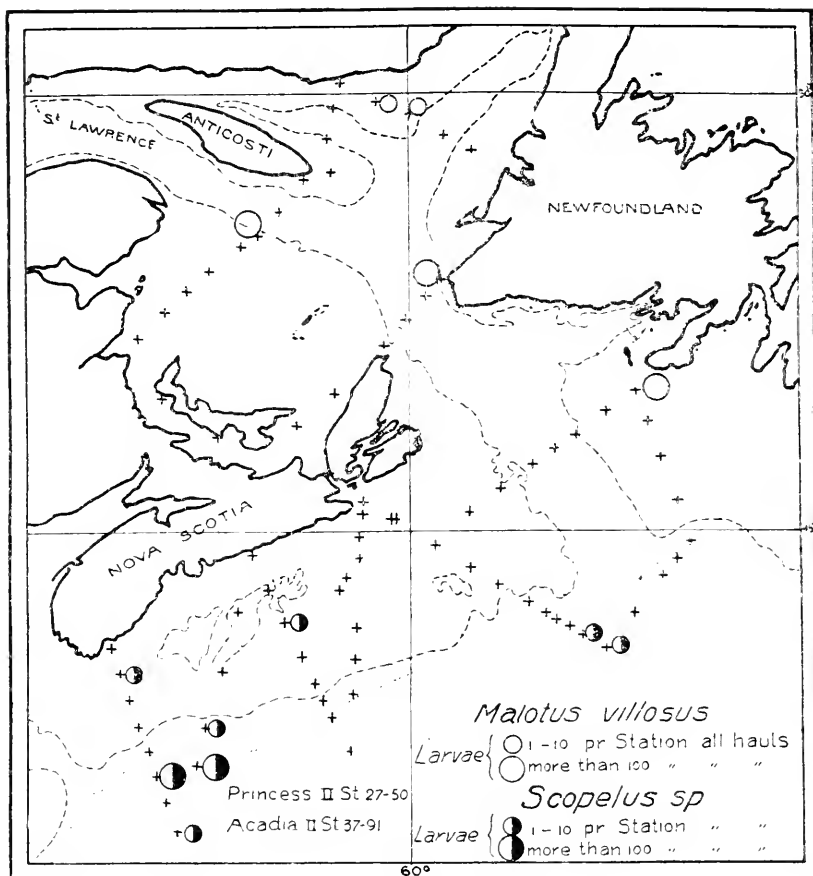 St LAWRENCE
ANTICOSTI
NEWFOUNDLAND
NOVA SCOTIA
Malotus villosus
Larvae { 1-10 pr Station all hauls
more than 100 " " "
Princess II St 27-50
Acadia II St 37-91
Scopelus sp
Larvae { 1-10 pr Station " "
more than 100 " " "
60°